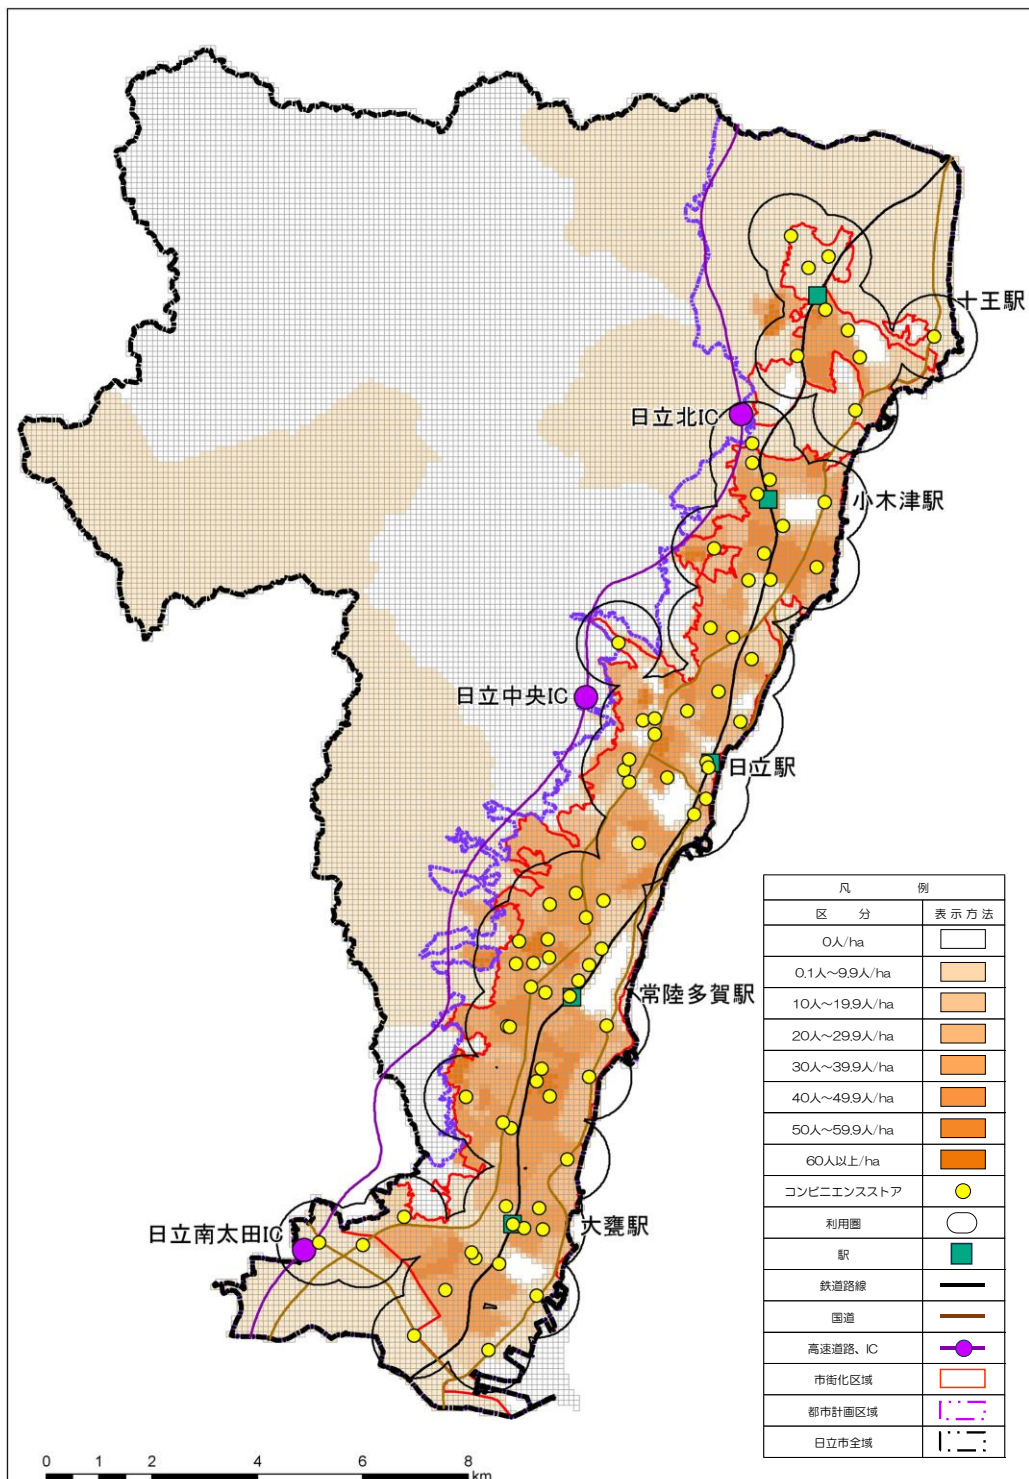 十王駅
日立北IC
小木津駅
日立中央IC
日立駅
常陸多賀駅
大甕駅
日立南太田IC
凡 例
区 分 表示方法
0人/ha
0.1人~9.9人/ha
10人~19.9人/ha
20人~29.9人/ha
30人~39.9人/ha
40人~49.9人/ha
50人~59.9人/ha
60人以上/ha
コンビニエンスストア
利用圏
駅
鉄道路線
国道
高速道路、IC
市街化区域
都市計画区域
日立市全域
0 2 4 6 8
km